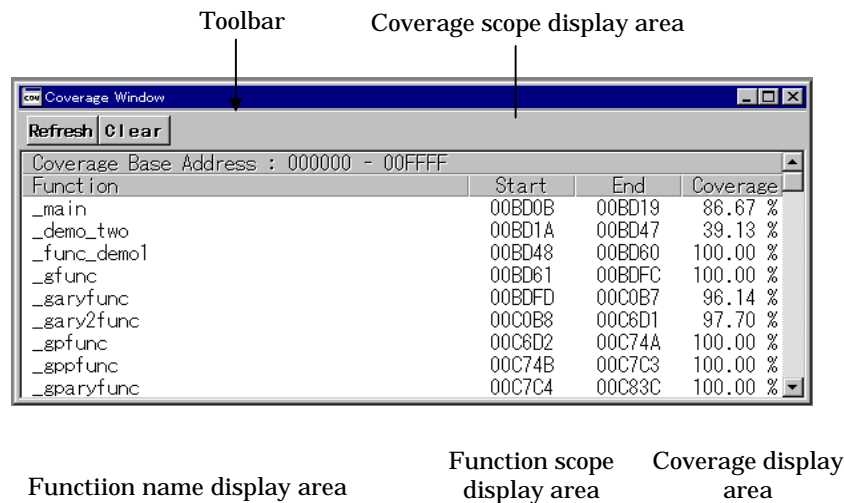 Toolbar
Coverage scope display area
Coverage Window
Refresh Clear
Coverage Base Address : 000000 - 00FFFF
Function Start End Coverage
_main 00BD0B 00BD19 86.67 %
_demo_two 00BD1A 00BD47 39.13 %
_func_demo1 00BD48 00BD60 100.00 %
_gfunc 00BD61 00BDFC 100.00 %
_garyfunc 00BDFD 00C0B7 96.14 %
_gary2func 00C0B8 00C6D1 97.70 %
_gpfunc 00C6D2 00C74A 100.00 %
_gppfunc 00C74B 00C7C3 100.00 %
_gparyfunc 00C7C4 00C83C 100.00 %
Functiion name display area
Function scope
display area
Coverage display
area